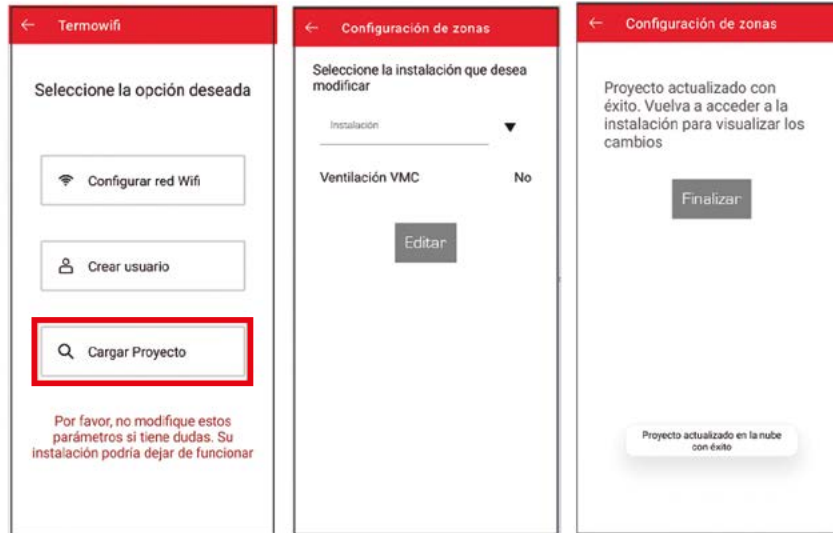 Termowifi
Seleccione la opción deseada
Configurar red Wifi
Crear usuario
Cargar Proyecto
Por favor, no modifique estos
parámetros si tiene dudas. Su
instalación podría dejar de funcionar
Configuración de zonas
Seleccione la instalación que desea
modificar
Instalación
Ventilación VMC No
Editar
Configuración de zonas
Proyecto actualizado con
éxito. Vuelva a acceder a la
instalación para visualizar los
cambios
Finalizar
Proyecto actualizado en la nube
con éxito